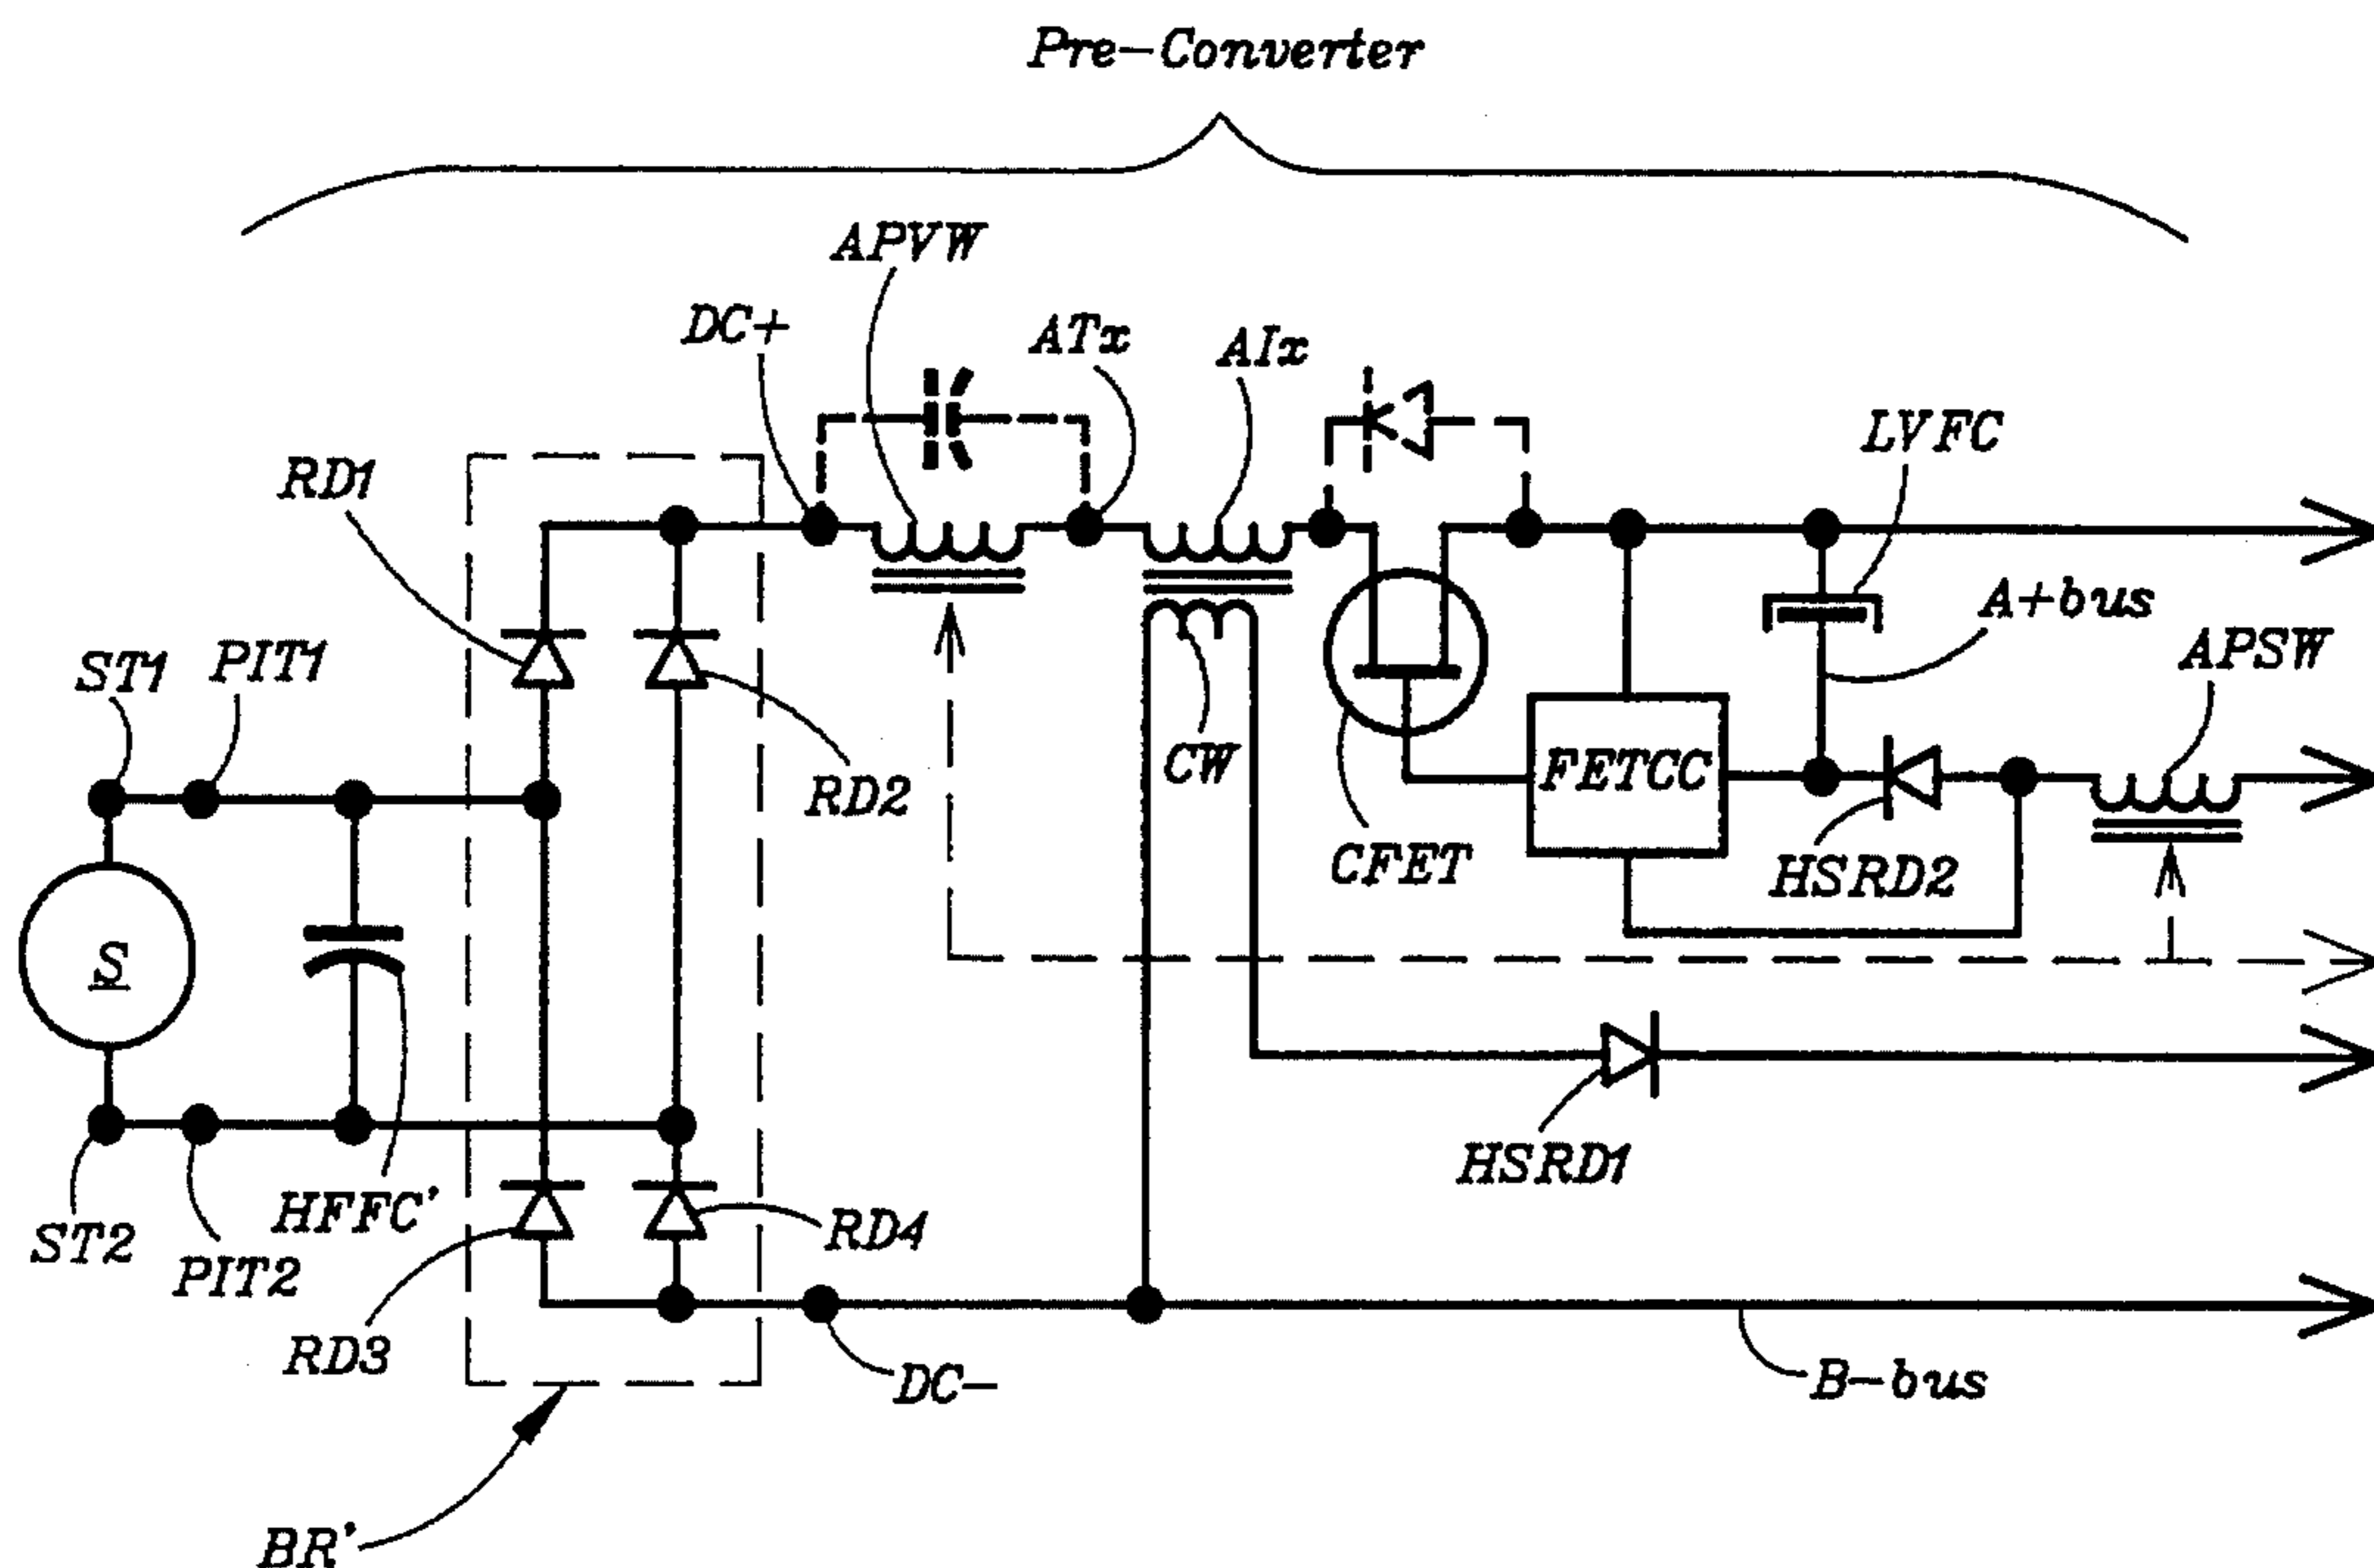 Pre-Converter
APVW
DC+
ATx
AIx
LVFC
RD1
A+bus
APSW
ST1
PIT1
CW
RD2
FETCC
CFET
HSRD2
S
HSRD1
HFFC'
ST2
PIT2
RD4
RD3
DC-
B-bus
BR'